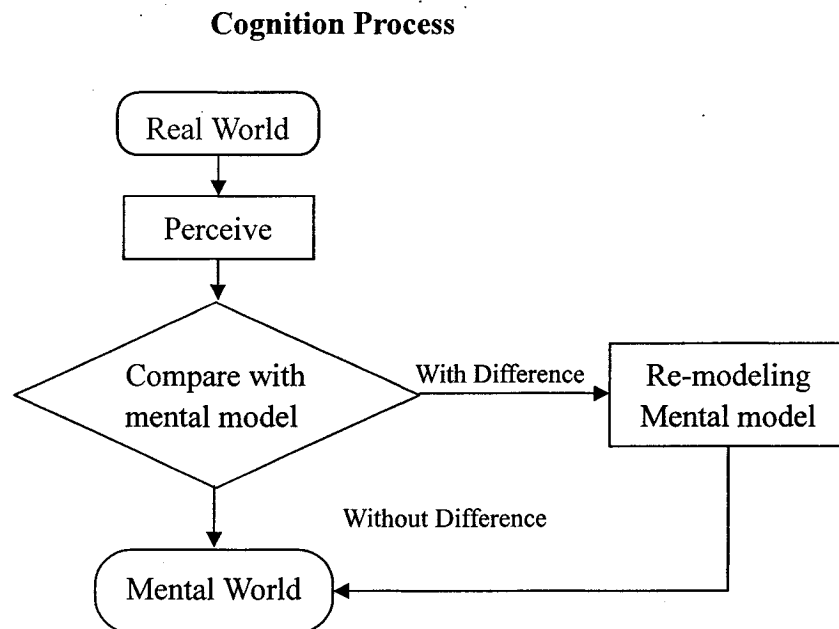 Cognition Process
Real World
Perceive
Compare with
mental model
With Difference
Re-modeling
Mental model
Without Difference
Mental World